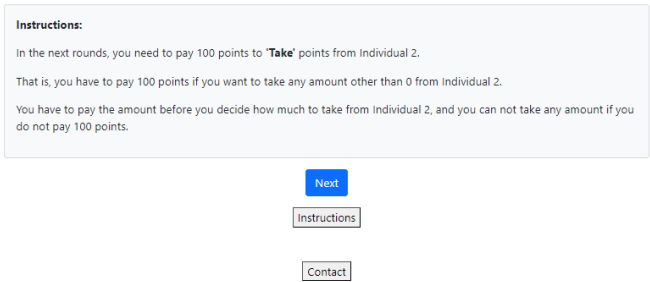 Instructions:
In the next rounds, you need to pay 100 points to 'Take' points from Individual 2.
That is, you have to pay 100 points if you want to take any amount other than 0 from Individual 2.
You have to pay the amount before you decide how much to take from Individual 2, and you can not take any amount if you
do not pay 100 points.
Next
Instructions
Contact